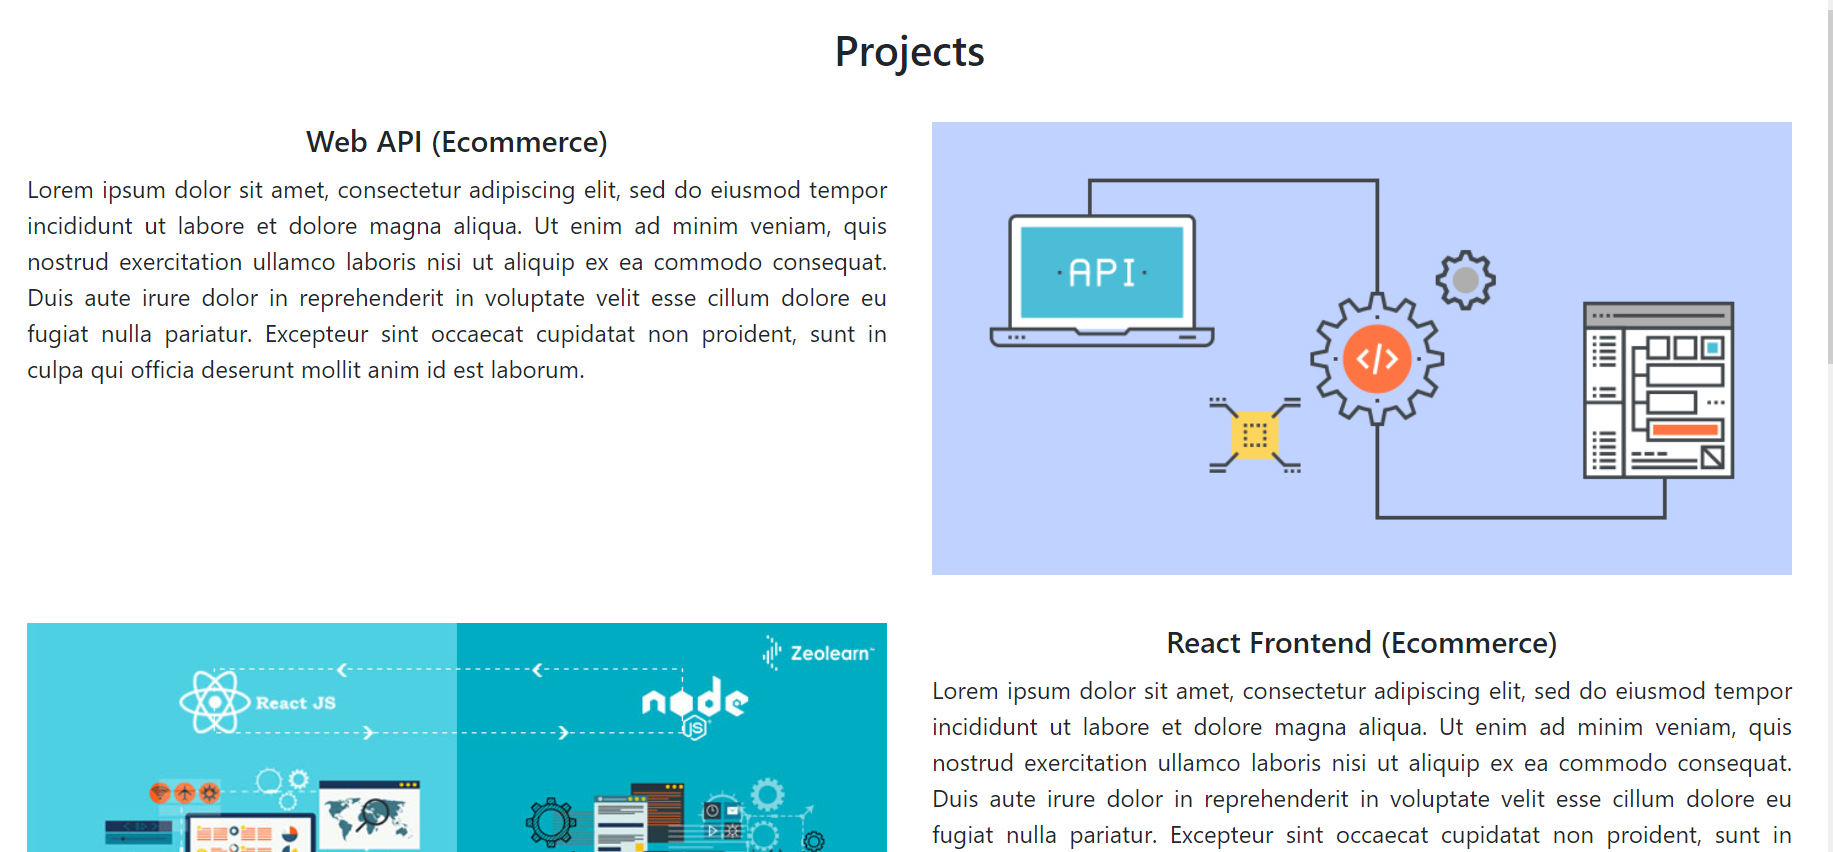 Projects
Web API (Ecommerce)
Lorem ipsum dolor sit amet, consectetur adipiscing elit, sed do eiusmod tempor
incididunt ut labore et dolore magna aliqua. Ut enim ad minim veniam, quis
nostrud exercitation ullamco laboris nisi ut aliquip ex ea commodo consequat.
Duis aute irure dolor in reprehenderit in voluptate velit esse cillum dolore eu
fugiat nulla pariatur. Excepteur sint occaecat cupidatat non proident, sunt in
culpa qui officia deserunt mollit anim id est laborum.
·API·
</>
Zeolearn™
React JS
node
JS
React Frontend (Ecommerce)
Lorem ipsum dolor sit amet, consectetur adipiscing elit, sed do eiusmod tempor
incididunt ut labore et dolore magna aliqua. Ut enim ad minim veniam, quis
nostrud exercitation ullamco laboris nisi ut aliquip ex ea commodo consequat.
Duis aute irure dolor in reprehenderit in voluptate velit esse cillum dolore eu
fugiat nulla pariatur. Excepteur sint occaecat cupidatat non proident, sunt in